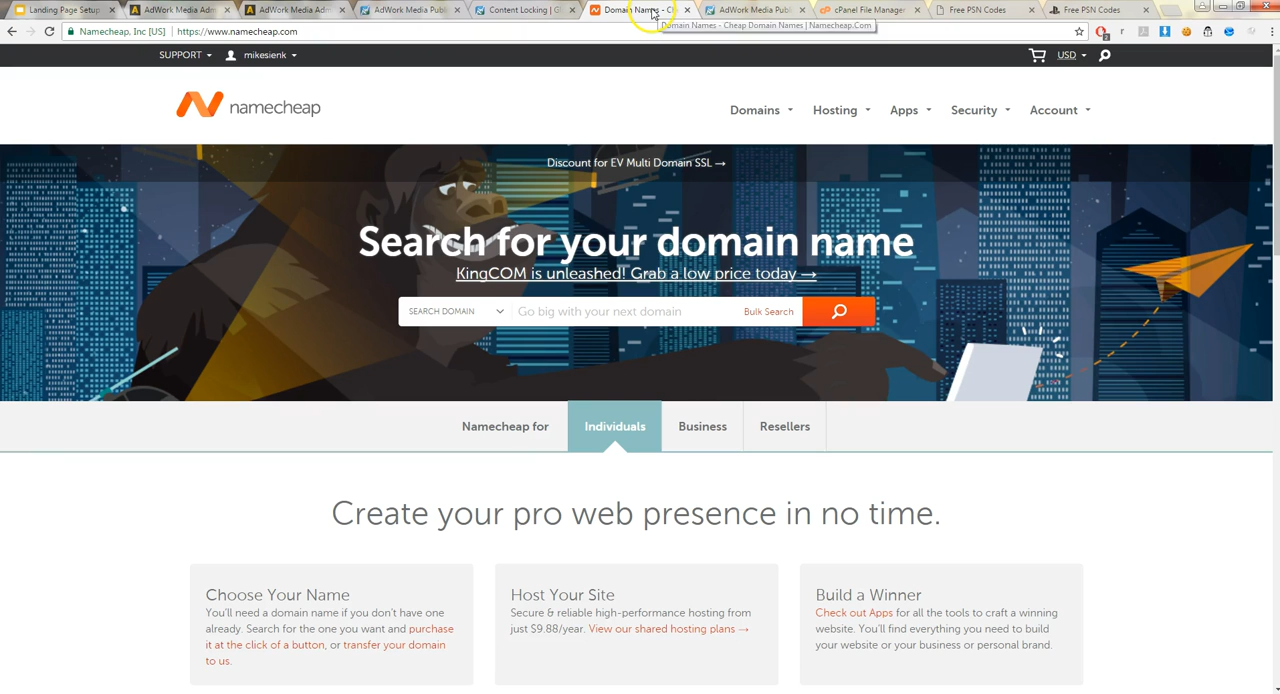 Landing Page Setup
AdWork Media Adm
AdWork Media Adm
AdWork Media Publ
Content Locking | Gl
Domain Names - Ch
AdWork Media Publ
cPanel File Manager
Free PSN Codes
Free PSN Codes
Domain Names - Cheap Domain Names | Namecheap.Com
Namecheap, Inc [US] https://www.namecheap.com
SUPPORT mikesienk USD
namecheap
Domains Hosting Apps Security Account
Discount for EV Multi Domain SSL →
Search for your domain name
KingCOM is unleashed! Grab a low price today →
SEARCH DOMAIN Go big with your next domain Bulk Search
Namecheap for Individuals Business Resellers
Create your pro web presence in no time.
Choose Your Name
You'll need a domain name if you don't have one
already. Search for the one you want and purchase
it at the click of a button, or transfer your domain
to us.
Host Your Site
Secure & reliable high-performance hosting from
just $9.88/year. View our shared hosting plans →
Build a Winner
Check out Apps for all the tools to craft a winning
website. You'll find everything you need to build
your website or your business or personal brand.